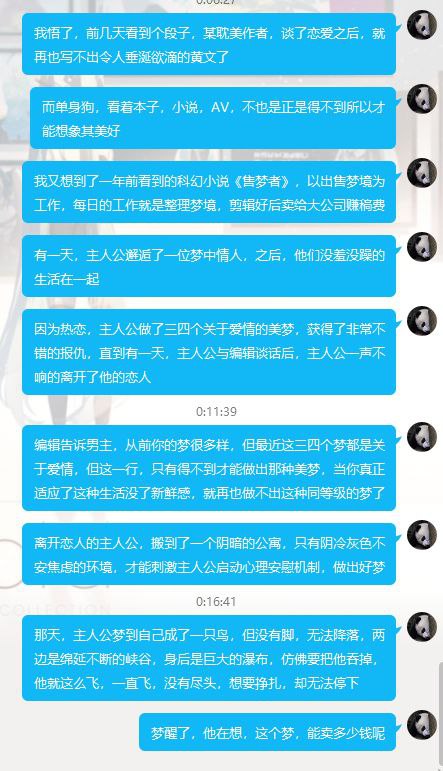 0:06:27
我悟了，前几天看到个段子，某耽美作者，谈了恋爱之后，就
再也写不出令人垂涎欲滴的黄文了
而单身狗，看着本子，小说，AV，不也是正是得不到所以才
能想象其美好
我又想到了一年前看到的科幻小说《售梦者》，以出售梦境为
工作，每日的工作就是整理梦境，剪辑好后卖给大公司赚稿费
有一天，主人公邂逅了一位梦中情人，之后，他们没羞没躁的
生活在一起
因为热恋，主人公做了三四个关于爱情的美梦，获得了非常不
错的报仇，直到有一天，主人公与编辑谈话后，主人公一声不
响的离开了他的恋人
0:11:39
编辑告诉男主，从前你的梦很多样，但最近这三四个梦都是关
于爱情，但这一行，只有得不到才能做出那种美梦，当你真正
适应了这种生活没了新鲜感，就再也做不出这种同等级的梦了
离开恋人的主人公，搬到了一个阴暗的公寓，只有阴冷灰色不
安焦虑的环境，才能刺激主人公启动心理安慰机制，做出好梦
COLLECTION
0:16:41
那天，主人公梦到自己成了一只鸟，但没有脚，无法降落，两
边是绵延不断的峡谷，身后是巨大的瀑布，仿佛要把他吞掉，
他就这么飞，一直飞，没有尽头，想要挣扎，却无法停下
梦醒了，他在想，这个梦，能卖多少钱呢